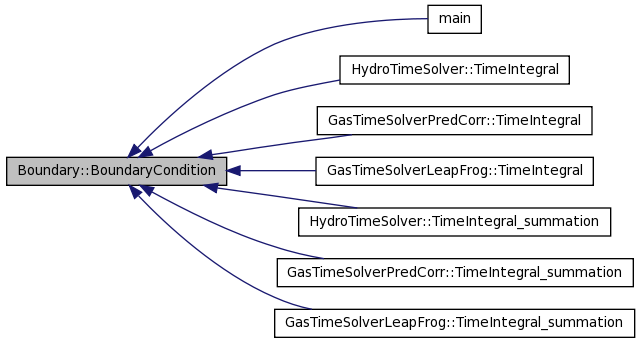 main
HydroTimeSolver::TimeIntegral
GasTimeSolverPredCorr::TimeIntegral
Boundary::BoundaryCondition
GasTimeSolverLeapFrog::TimeIntegral
HydroTimeSolver::TimeIntegral_summation
GasTimeSolverPredCorr::TimeIntegral_summation
GasTimeSolverLeapFrog::TimeIntegral_summation